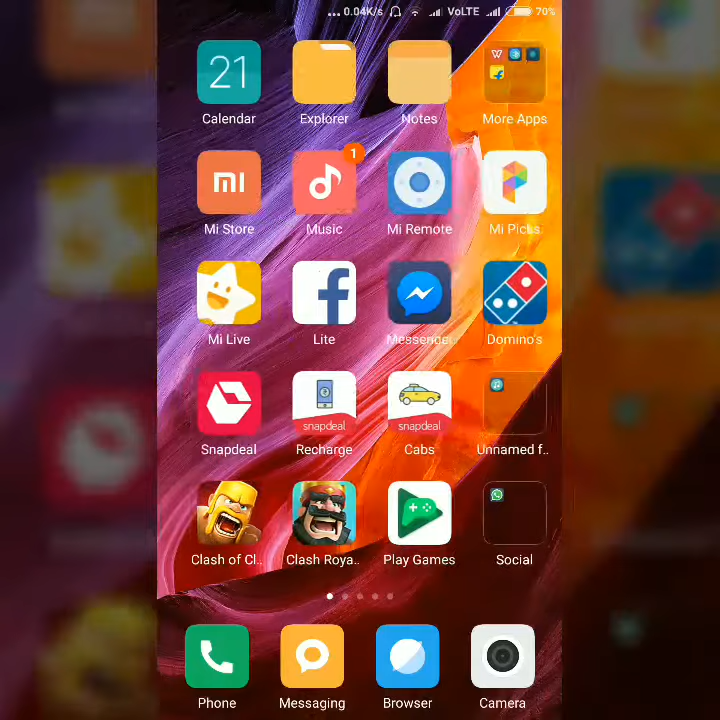 ... 0.04K/s VoLTE 70%
21
Calendar Explorer Notes More Apps
mi 1
Mi Store Music Mi Remote Mi Picks
Mi Live Lite Messenger Domino's
snapdeal snapdeal
Snapdeal Recharge Cabs Unnamed f..
Clash of Cl.. Clash Roya.. Play Games Social
Phone Messaging Browser Camera